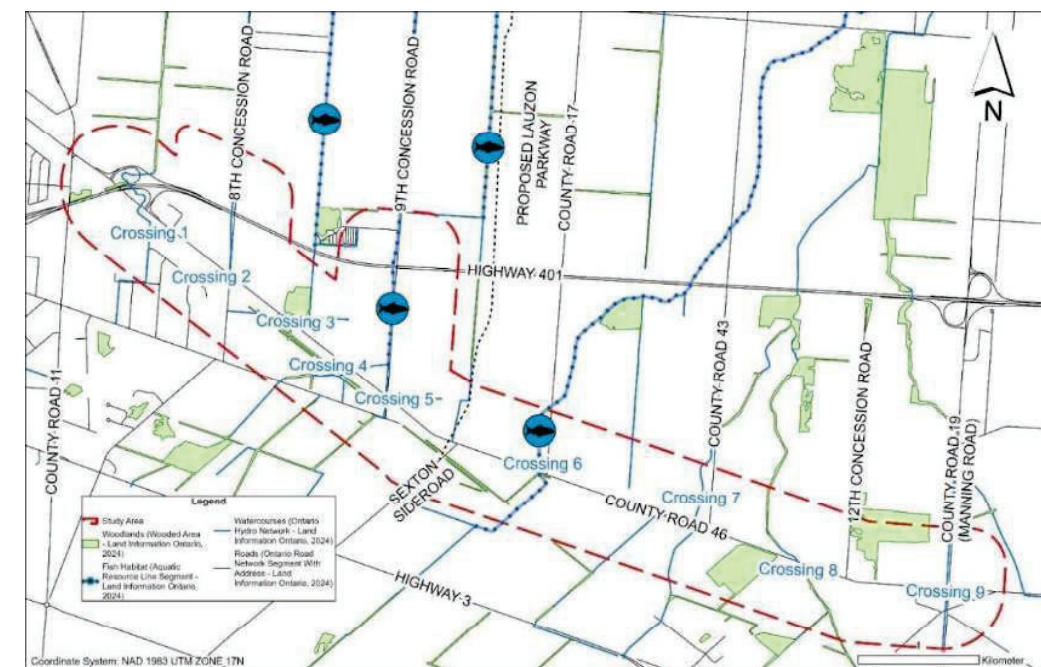 8TH CONCESSION ROAD
9TH CONCESSION ROAD
PROPOSED LAUZON
PARKWAY
COUNTY ROAD 17
N
Crossing 1
Crossing 2
HIGHWAY 401
Crossing 3
Crossing 4
Crossing 5
COUNTY ROAD 11
COUNTY ROAD 43
12TH CONCESSION ROAD
COUNTY ROAD 19
(MANNING ROAD)
Crossing 6
SEXTON
SIDEROAD
Crossing 7
COUNTY ROAD 46
Crossing 8
Crossing 9
HIGHWAY 3
Legend
Study Area
Woodlands (Wooded Area
- Land Information Ontario,
2024)
Fish Habitat (Aquatic
Resource Line Segment -
Land Information Ontario,
2024)
Watercourses (Ontario
Hydro Network - Land
Information Ontario, 2024)
Roads (Ontario Road
Network Segment With
Address - Land
Information Ontario, 2024)
Coordinate System: NAD 1983 UTM ZONE 17N
1
Kilometer